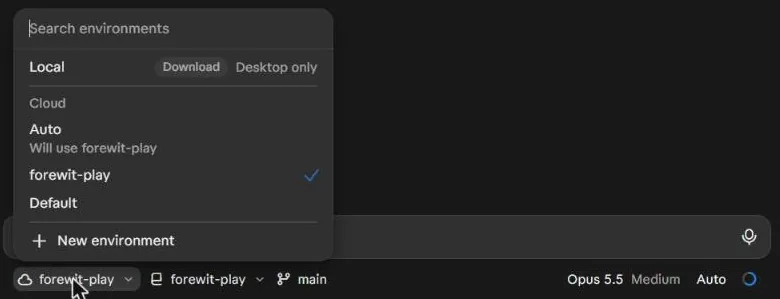 Search environments
Local Download Desktop only
Cloud
Auto
Will use forewit-play
forewit-play
Default
New environment
forewit-play forewit-play main Opus 5.5 Medium Auto